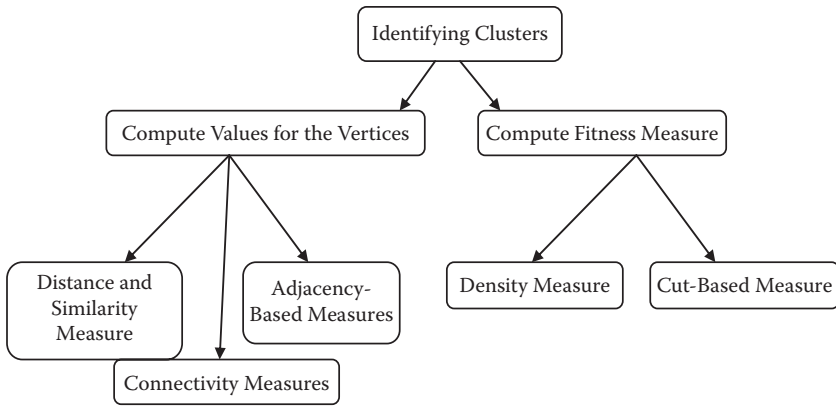 Identifying Clusters
Compute Values for the Vertices
Compute Fitness Measure
Distance and
Similarity
Measure
Adjacency-
Based Measures
Density Measure
Cut-Based Measure
Connectivity Measures